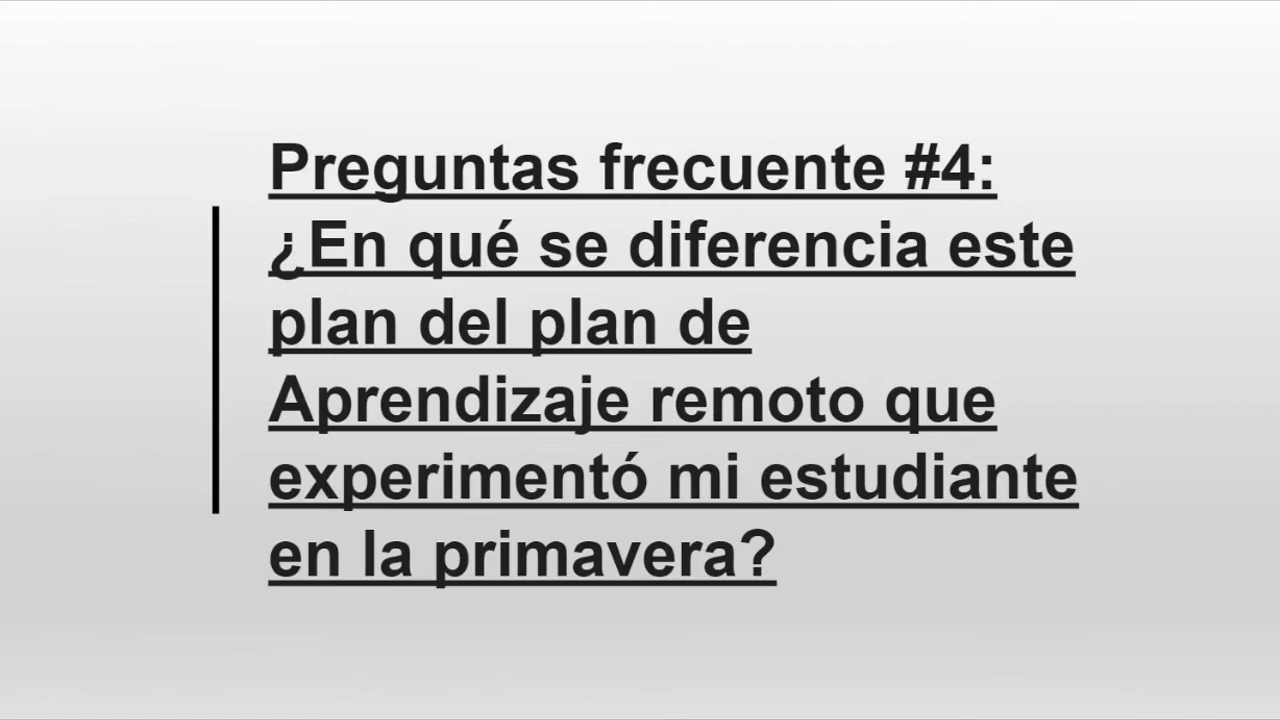 Preguntas frecuente #4:
¿En qué se diferencia este
plan del plan de
Aprendizaje remoto que
experimentó mi estudiante
en la primavera?